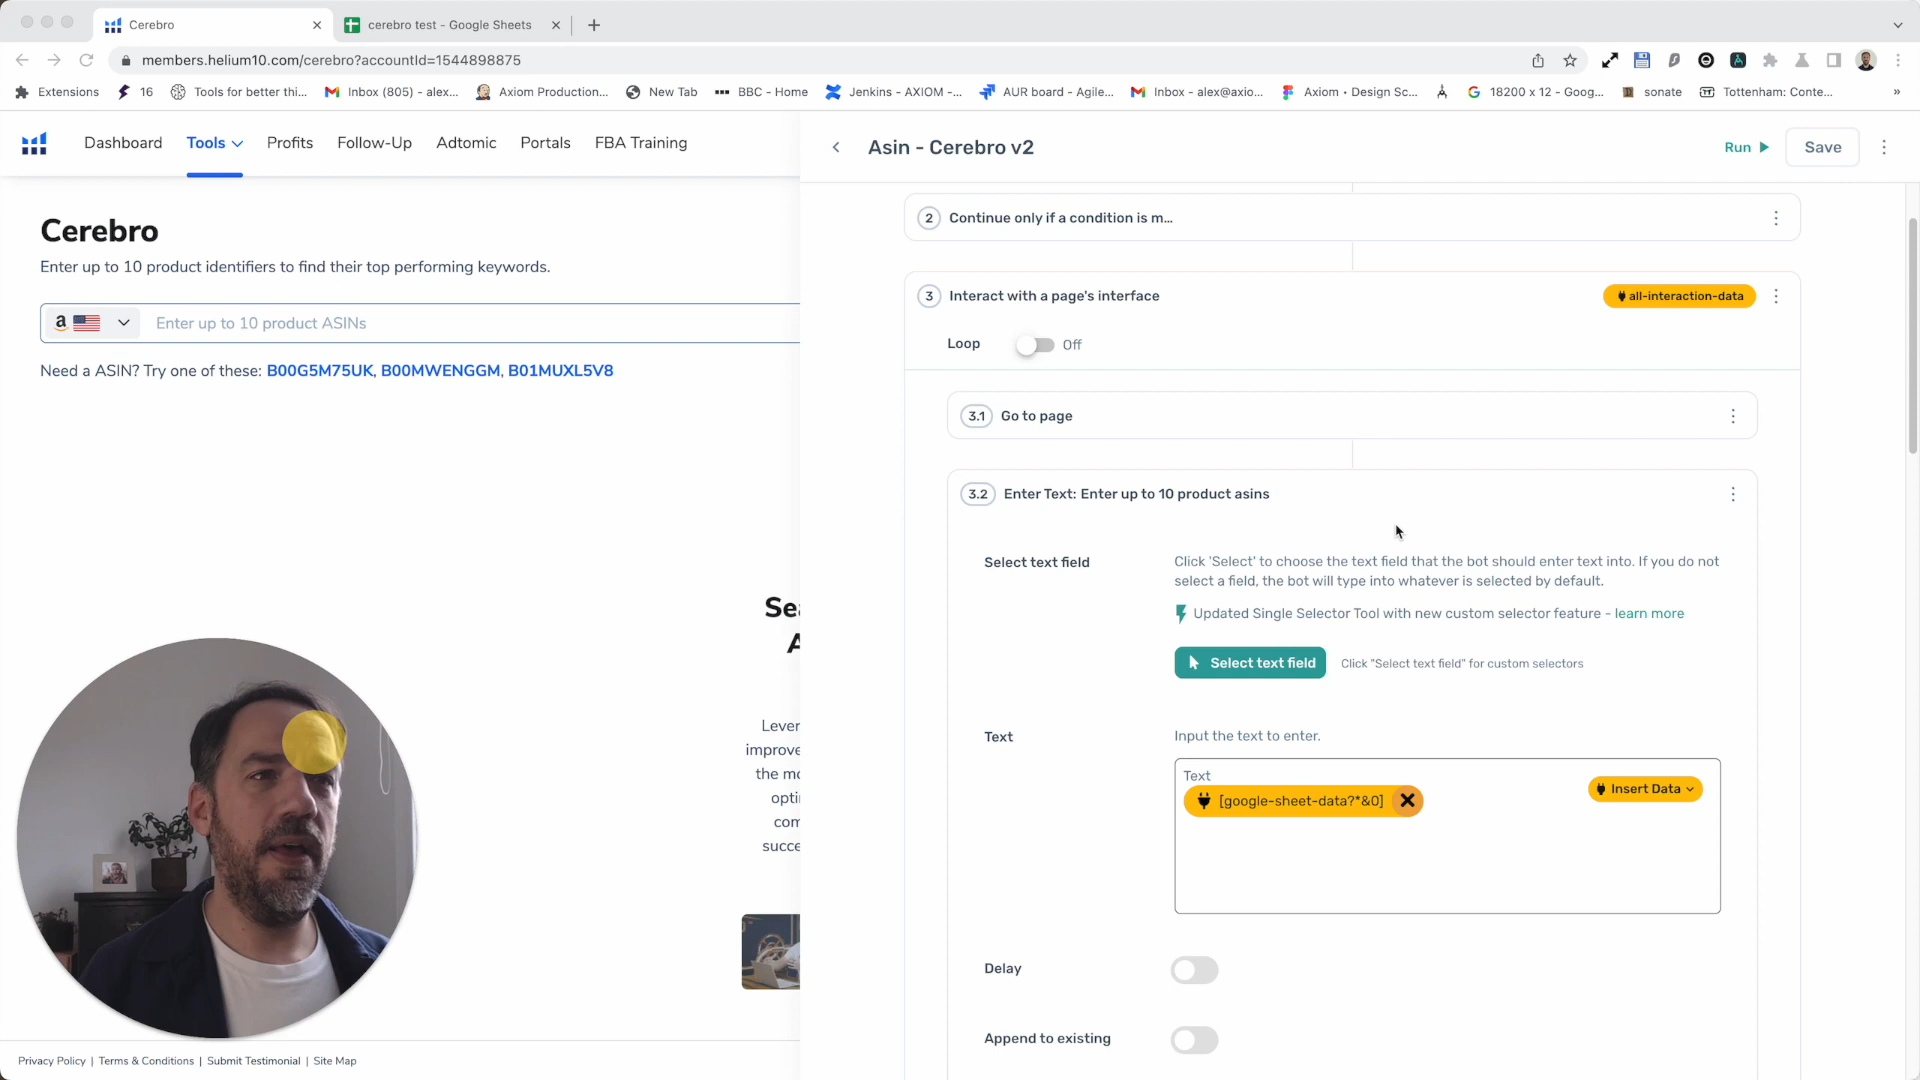 Cerebro
cerebro test - Google Sheets
members.helium10.com/cerebro?accountId=1544898875
Extensions
16
Tools for better thi...
Inbox (805) - alex...
Axiom Production...
New Tab
BBC - Home
Jenkins - AXIOM -...
AUR board - Agile...
Inbox - alex@axio...
Axiom • Design Sc...
18200 x 12 - Goog...
sonate
Tottenham: Conte...
»
Dashboard
Tools
Profits
Follow-Up
Adtomic
Portals
FBA Training
Asin - Cerebro v2
Run
Save
Cerebro
Enter up to 10 product identifiers to find their top performing keywords.
a
Enter up to 10 product ASINs
Need a ASIN? Try one of these: B00G5M75UK, B00MWENGGM, B01MUXL5V8
Sea
A
Lever
improve
the mo
opti
com
succe
2 Continue only if a condition is m...
3 Interact with a page's interface
all-interaction-data
Loop
Off
3.1 Go to page
3.2 Enter Text: Enter up to 10 product asins
Select text field
Click 'Select' to choose the text field that the bot should enter text into. If you do not
select a field, the bot will type into whatever is selected by default.
Updated Single Selector Tool with new custom selector feature - learn more
Select text field
Click "Select text field" for custom selectors
Text
Input the text to enter.
Text
[google-sheet-data?*&0]
Insert Data
Delay
Append to existing
Privacy Policy | Terms & Conditions | Submit Testimonial | Site Map